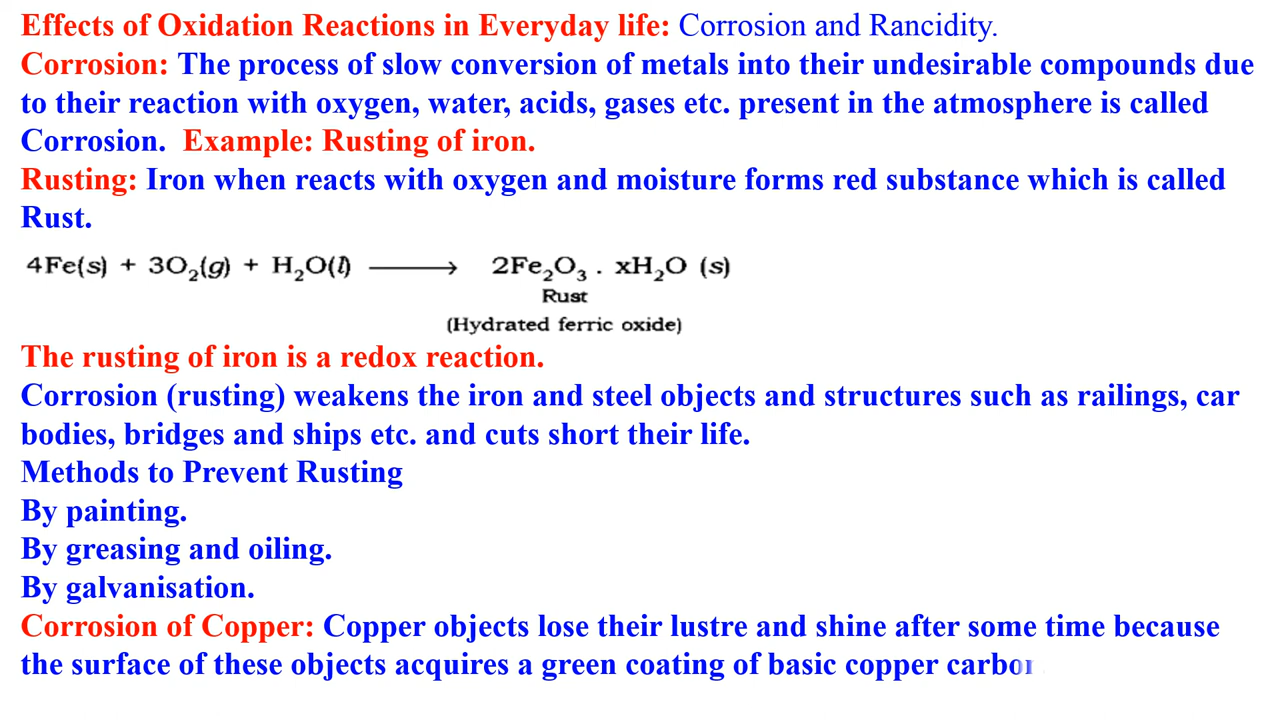 Effects of Oxidation Reactions in Everyday life: Corrosion and Rancidity.
Corrosion: The process of slow conversion of metals into their undesirable compounds due
to their reaction with oxygen, water, acids, gases etc. present in the atmosphere is called
Corrosion. Example: Rusting of iron.
Rusting: Iron when reacts with oxygen and moisture forms red substance which is called
Rust.
4Fe(s) + 3O₂(g) + H₂O(l) ⟶ 2Fe₂O₃ . xH₂O (s)
Rust
(Hydrated ferric oxide)
The rusting of iron is a redox reaction.
Corrosion (rusting) weakens the iron and steel objects and structures such as railings, car
bodies, bridges and ships etc. and cuts short their life.
Methods to Prevent Rusting
By painting.
By greasing and oiling.
By galvanisation.
Corrosion of Copper: Copper objects lose their lustre and shine after some time because
the surface of these objects acquires a green coating of basic copper